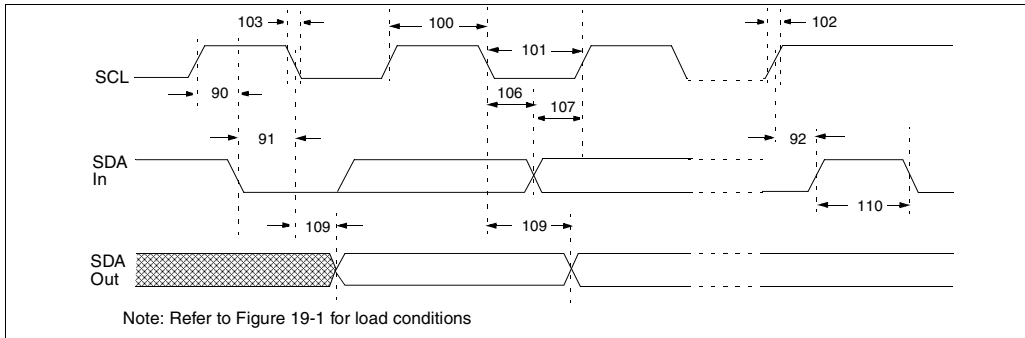 103
100
102
101
SCL
90
106
107
91
92
SDA
In
110
109
109
SDA
Out
Note: Refer to Figure 19-1 for load conditions